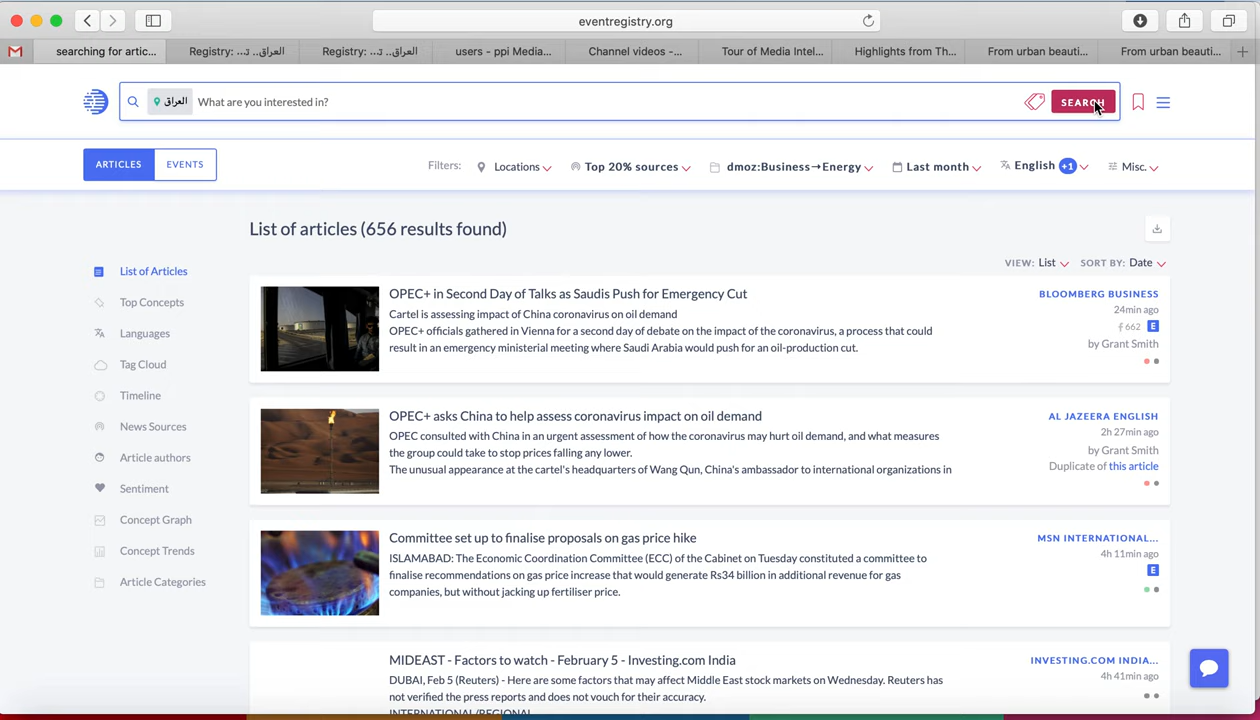 eventregistry.org
searching for artic...
Registry: ...العراق.. تـ
Registry: ...العراق.. تـ
users - ppi Media...
Channel videos -...
Tour of Media Intel...
Highlights from Th...
From urban beauti...
From urban beauti...
العراق What are you interested in?
SEARCH
ARTICLES EVENTS
Filters: Locations Top 20% sources dmoz:Business→Energy Last month English +1 Misc.
List of articles (656 results found)
VIEW: List SORT BY: Date
List of Articles
Top Concepts
Languages
Tag Cloud
Timeline
News Sources
Article authors
Sentiment
Concept Graph
Concept Trends
Article Categories
OPEC+ in Second Day of Talks as Saudis Push for Emergency Cut
Cartel is assessing impact of China coronavirus on oil demand
OPEC+ officials gathered in Vienna for a second day of debate on the impact of the coronavirus, a process that could
result in an emergency ministerial meeting where Saudi Arabia would push for an oil-production cut.
BLOOMBERG BUSINESS
24min ago
662 E
by Grant Smith
OPEC+ asks China to help assess coronavirus impact on oil demand
OPEC consulted with China in an urgent assessment of how the coronavirus may hurt oil demand, and what measures
the group could take to stop prices falling any lower.
The unusual appearance at the cartel's headquarters of Wang Qun, China's ambassador to international organizations in
AL JAZEERA ENGLISH
2h 27min ago
by Grant Smith
Duplicate of this article
Committee set up to finalise proposals on gas price hike
ISLAMABAD: The Economic Coordination Committee (ECC) of the Cabinet on Tuesday constituted a committee to
finalise recommendations on gas price increase that would generate Rs34 billion in additional revenue for gas
companies, but without jacking up fertiliser price.
MSN INTERNATIONAL...
4h 11min ago
E
MIDEAST - Factors to watch - February 5 - Investing.com India
DUBAI, Feb 5 (Reuters) - Here are some factors that may affect Middle East stock markets on Wednesday. Reuters has
not verified the press reports and does not vouch for their accuracy.
INTERNATIONAL/REGIONAL
INVESTING.COM INDIA...
4h 41min ago